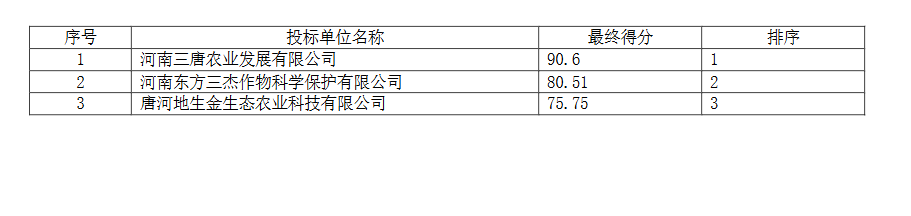 序号 投标单位名称 最终得分 排序
1 河南三唐农业发展有限公司 90.6 1
2 河南东方三杰作物科学保护有限公司 80.51 2
3 唐河地生金生态农业科技有限公司 75.75 3